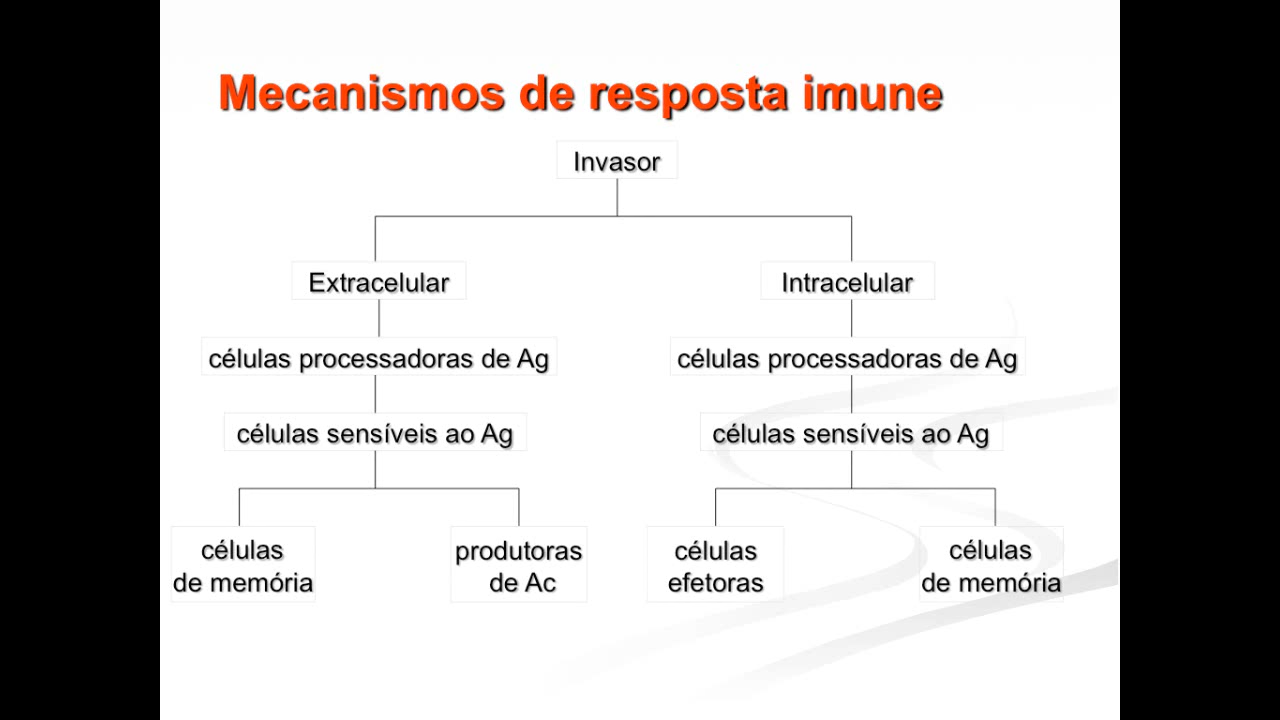 Mecanismos de resposta imune
Invasor
Extracelular
Intracelular
células processadoras de Ag
células processadoras de Ag
células sensíveis ao Ag
células sensíveis ao Ag
células
de memória
produtoras
de Ac
células
efetoras
células
de memória